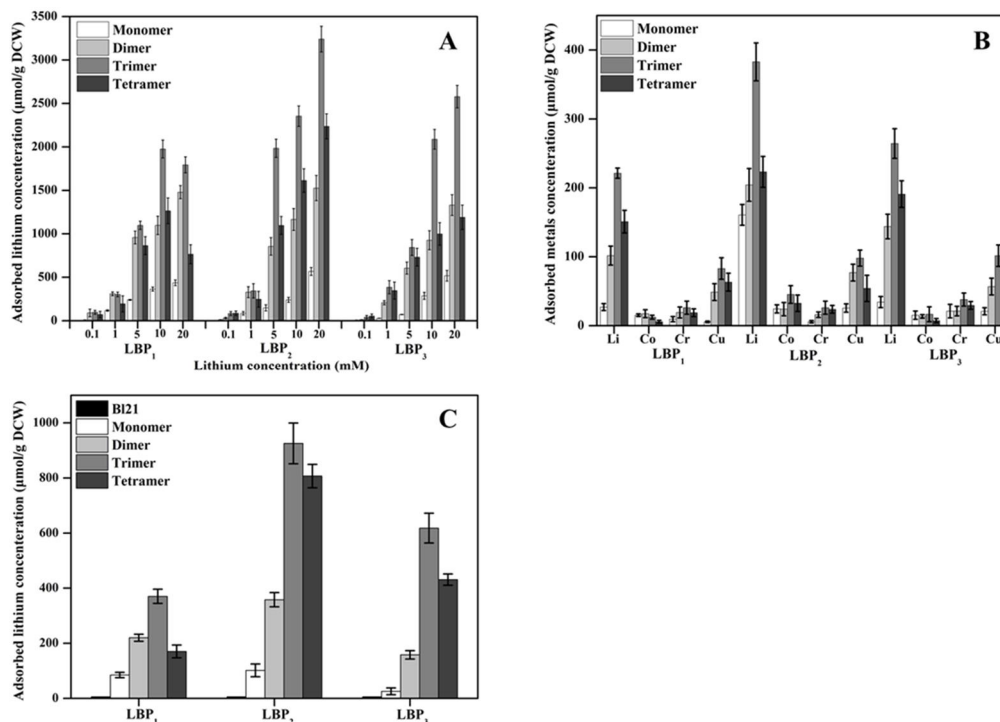 A
Monomer
Dimer
Trimer
Tetramer
3500
3000
2500
2000
1500
1000
500
0
Adsorbed lithium concenteration (µmol/g DCW)
0.1 1 5 10 20 0.1 1 5 10 20 0.1 1 5 10 20
LBP1 LBP2 LBP3
Lithium concenteration (mM)
B
Monomer
Dimer
Trimer
Tetramer
400
300
200
100
0
Adsorbed metals concenteration (µmol/g DCW)
Li Co Cr Cu Li Co Cr Cu Li Co Cr Cu
LBP1 LBP2 LBP3
C
Bl21
Monomer
Dimer
Trimer
Tetramer
1000
800
600
400
200
0
Adsorbed lithium concenteration (µmol/g DCW)
LBP1 LBP2 LBP3